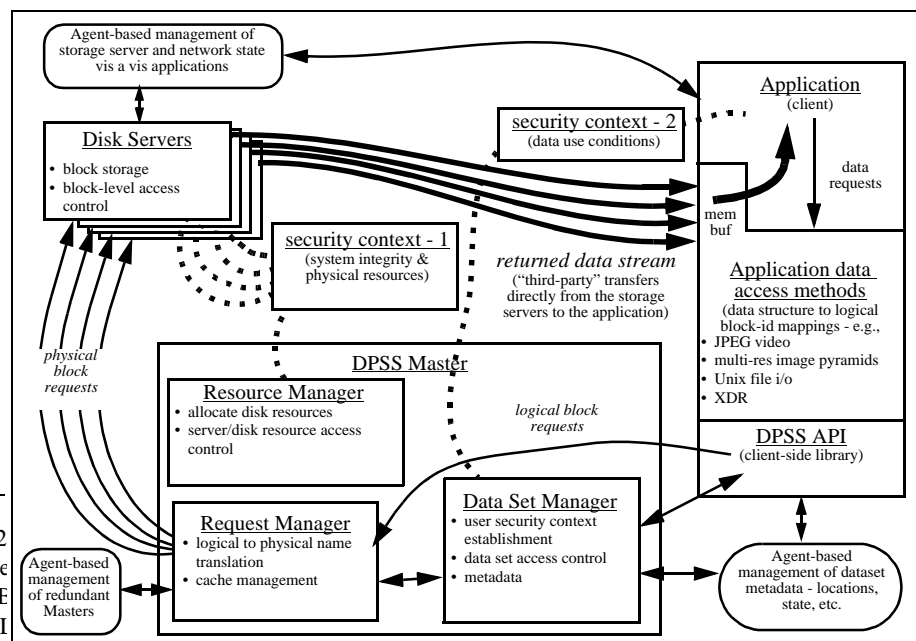 Agent-based management of
storage server and network state
vis a vis applications
Disk Servers
• block storage
• block-level access
control
security context - 2
(data use conditions)
Application
(client)
data
requests
mem
buf
security context - 1
(system integrity &
physical resources)
returned data stream
(“third-party” transfers
directly from the storage
servers to the application)
Application data
access methods
(data structure to logical
block-id mappings - e.g.,
• JPEG video
• multi-res image pyramids
• Unix file i/o
• XDR
physical
block
requests
DPSS Master
Resource Manager
• allocate disk resources
• server/disk resource access
control
logical block
requests
DPSS API
(client-side library)
Request Manager
• logical to physical name
translation
• cache management
Data Set Manager
• user security context
establishment
• data set access control
• metadata
Agent-based
management
of redundant
Masters
Agent-based
management of dataset
metadata - locations,
state, etc.